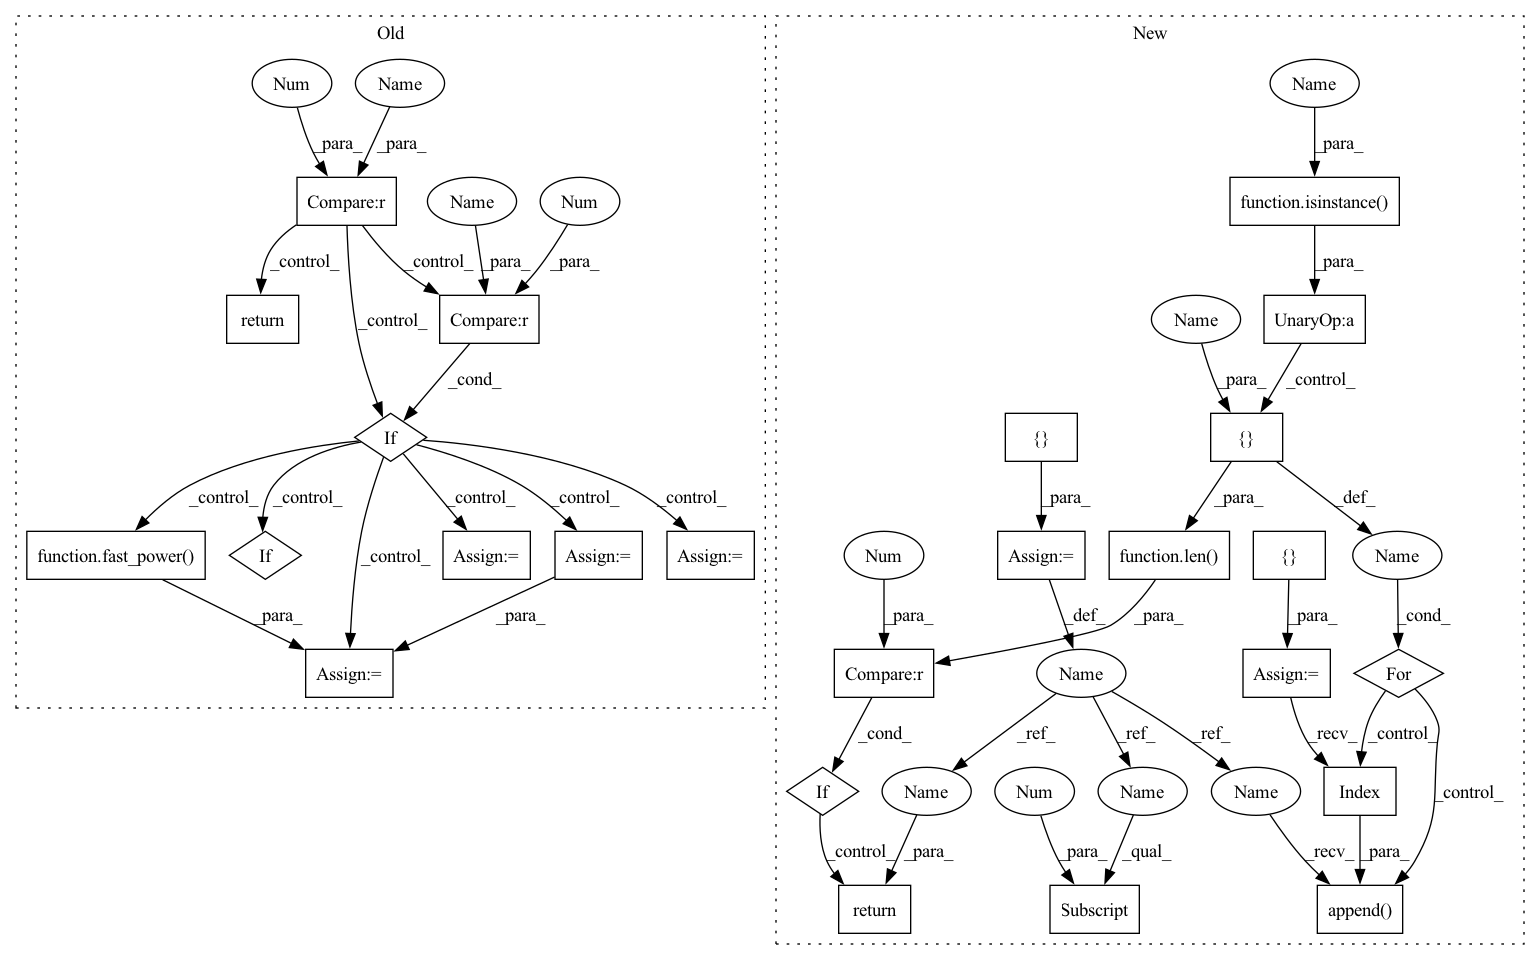 Old
New
Num
Name
Name
_para_
_para_
_para_
Compare:r
Name
Num
function.isinstance()
_control_
_control_
_para_
_para_
_para_
return
Compare:r
Name
UnaryOp:a
_control_
_cond_
_para_
_control_
If
{}
{}
_control_
_control_
_control_
_control_
_control_
_para_
_para_
_def_
function.fast_power()
If
_control_
Assign:=
Assign:=
Assign:=
Num
Assign:=
function.len()
{}
Name
_para_
_para_
_para_
_def_
_para_
_para_
_cond_
Assign:=
Compare:r
Name
Assign:=
For
_cond_
_ref_
_ref_
_ref_
_recv_
_control_
If
Name
Num
Name
Name
Index
_control_
_control_
_para_
_para_
_qual_
_recv_
_para_
return
Subscript
append()